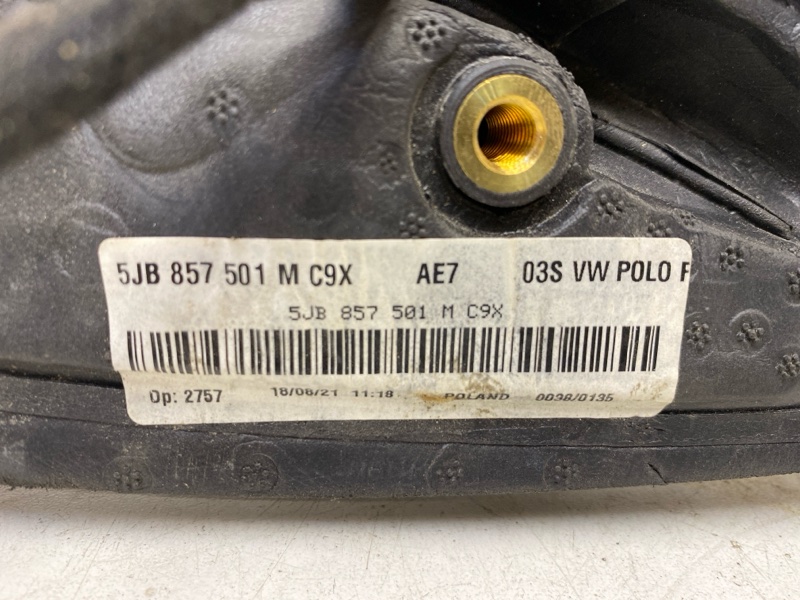 5JB 857 501 M C9X AE7 03S VW POLO F
5JB 857 501 M C9X
Op: 2757 18/06/21 11:18 POLAND 0038/0135